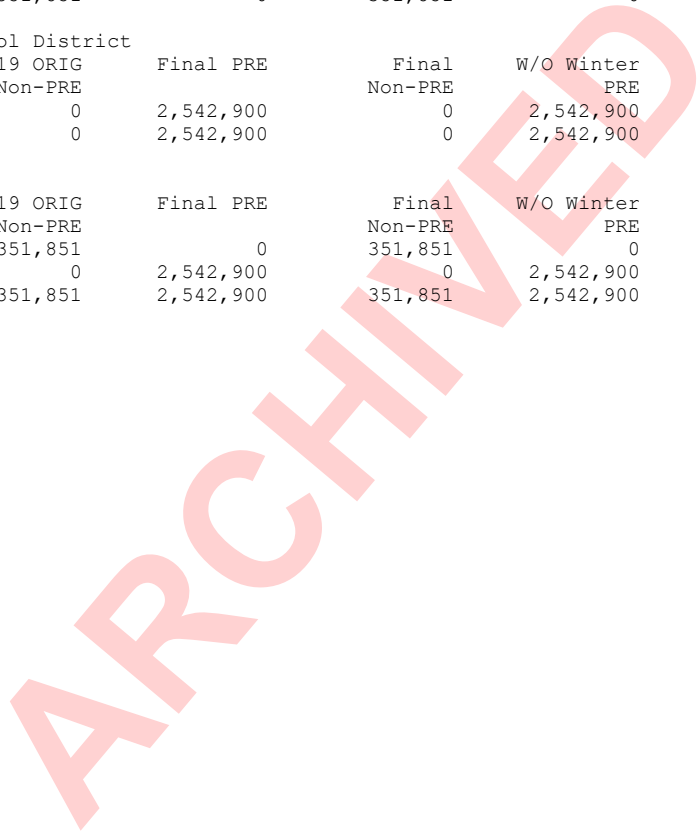 ol District
19 ORIG Final PRE Final W/O Winter
Non-PRE Non-PRE PRE
0 2,542,900 0 2,542,900
0 2,542,900 0 2,542,900
19 ORIG Final PRE Final W/O Winter
Non-PRE Non-PRE PRE
351,851 0 351,851 0
0 2,542,900 0 2,542,900
351,851 2,542,900 351,851 2,542,900
ARCHIVED